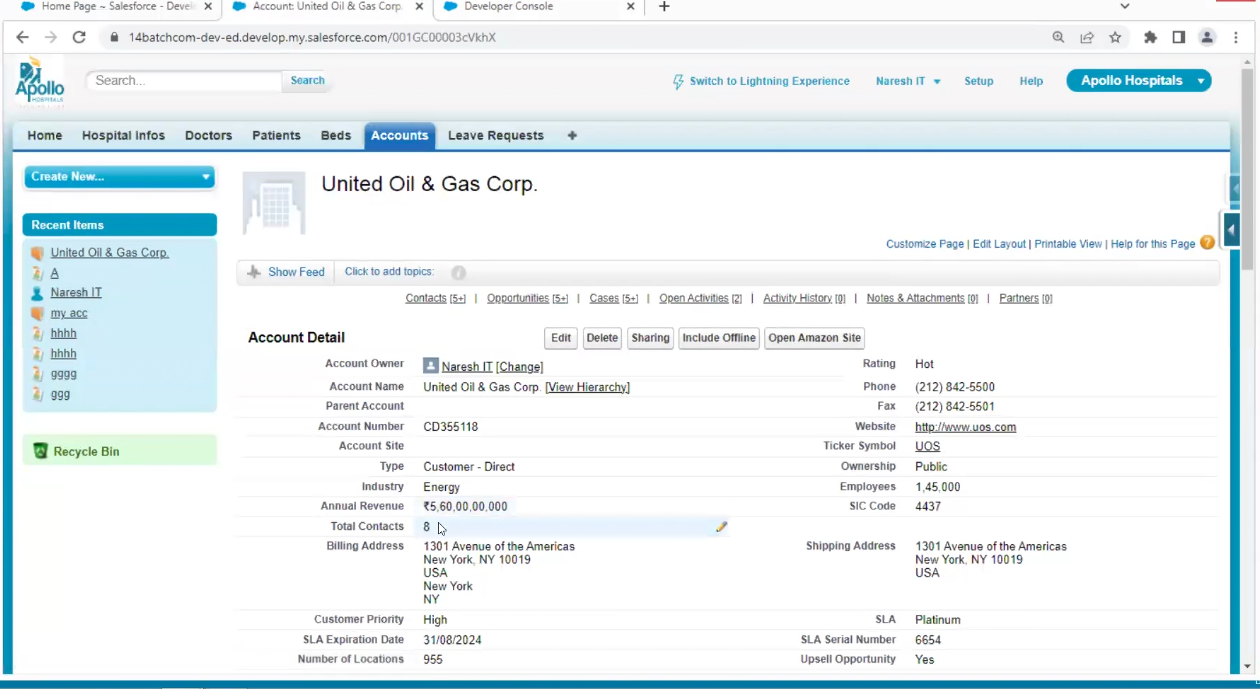 Home Page ~ Salesforce - Devel
Account: United Oil & Gas Corp.
Developer Console
14batchcom-dev-ed.develop.my.salesforce.com/001GC00003cVkhX
Apollo
HOSPITALS
Search...
Search
Switch to Lightning Experience
Naresh IT
Setup
Help
Apollo Hospitals
Home
Hospital Infos
Doctors
Patients
Beds
Accounts
Leave Requests
Create New...
Recent Items
United Oil & Gas Corp.
A
Naresh IT
my acc
hhhh
hhhh
gggg
ggg
Recycle Bin
United Oil & Gas Corp.
Customize Page | Edit Layout | Printable View | Help for this Page
Show Feed
Click to add topics:
Contacts [5+] | Opportunities [5+] | Cases [5+] | Open Activities [2] | Activity History [0] | Notes & Attachments [0] | Partners [0]
Account Detail
Edit
Delete
Sharing
Include Offline
Open Amazon Site
Account Owner Naresh IT [Change]
Rating Hot
Account Name United Oil & Gas Corp. [View Hierarchy]
Phone (212) 842-5500
Parent Account
Fax (212) 842-5501
Account Number CD355118
Website http://www.uos.com
Account Site
Ticker Symbol UOS
Type Customer - Direct
Ownership Public
Industry Energy
Employees 1,45,000
Annual Revenue ₹5,60,00,00,000
SIC Code 4437
Total Contacts 8
Billing Address 1301 Avenue of the Americas
New York, NY 10019
USA
New York
NY
Shipping Address 1301 Avenue of the Americas
New York, NY 10019
USA
Customer Priority High
SLA Platinum
SLA Expiration Date 31/08/2024
SLA Serial Number 6654
Number of Locations 955
Upsell Opportunity Yes